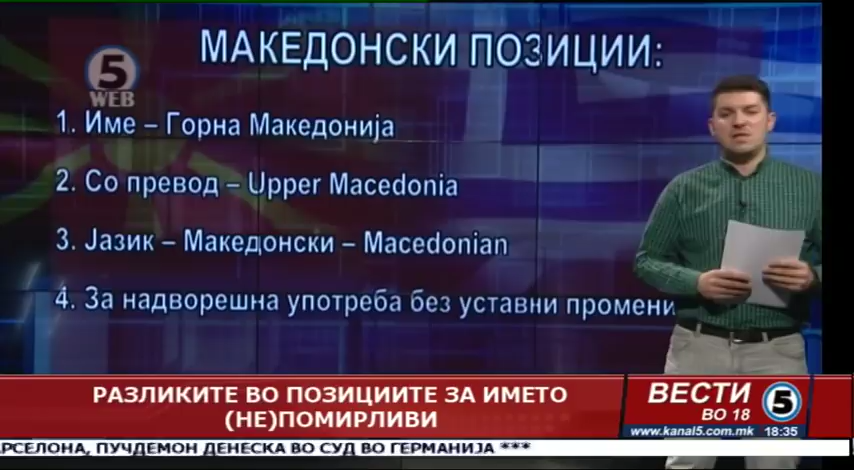 МАКЕДОНСКИ ПОЗИЦИИ:
5
WEB
1. Име – Горна Македонија
2. Со превод – Upper Macedonia
3. Јазик – Македонски – Macedonian
4. За надворешна употреба без уставни промени
РАЗЛИКИТЕ ВО ПОЗИЦИИТЕ ЗА ИМЕТО
(НЕ)ПОМИРЛИВИ
ВЕСТИ
ВО 18
5
www.kanal5.com.mk 18:35
АРСЕЛОНА, ПУЧДЕМОН ДЕНЕСКА ВО СУД ВО ГЕРМАНИЈА ***